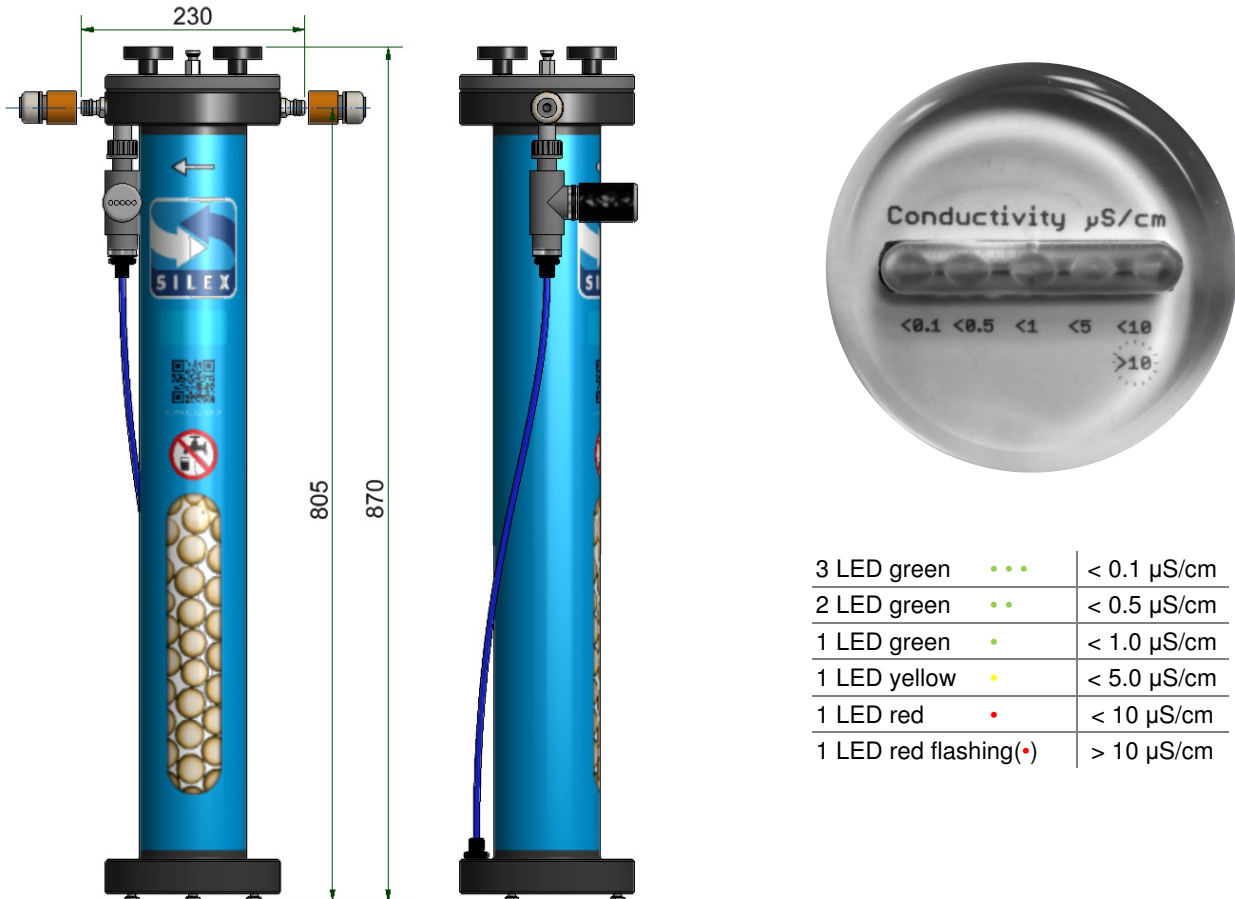 230
805
870
SILEX
SI
Conductivity µS/cm
<0.1 <0.5 <1 <5 <10
>10
3 LED green < 0.1 µS/cm
2 LED green < 0.5 µS/cm
1 LED green < 1.0 µS/cm
1 LED yellow < 5.0 µS/cm
1 LED red < 10 µS/cm
1 LED red flashing(•) > 10 µS/cm